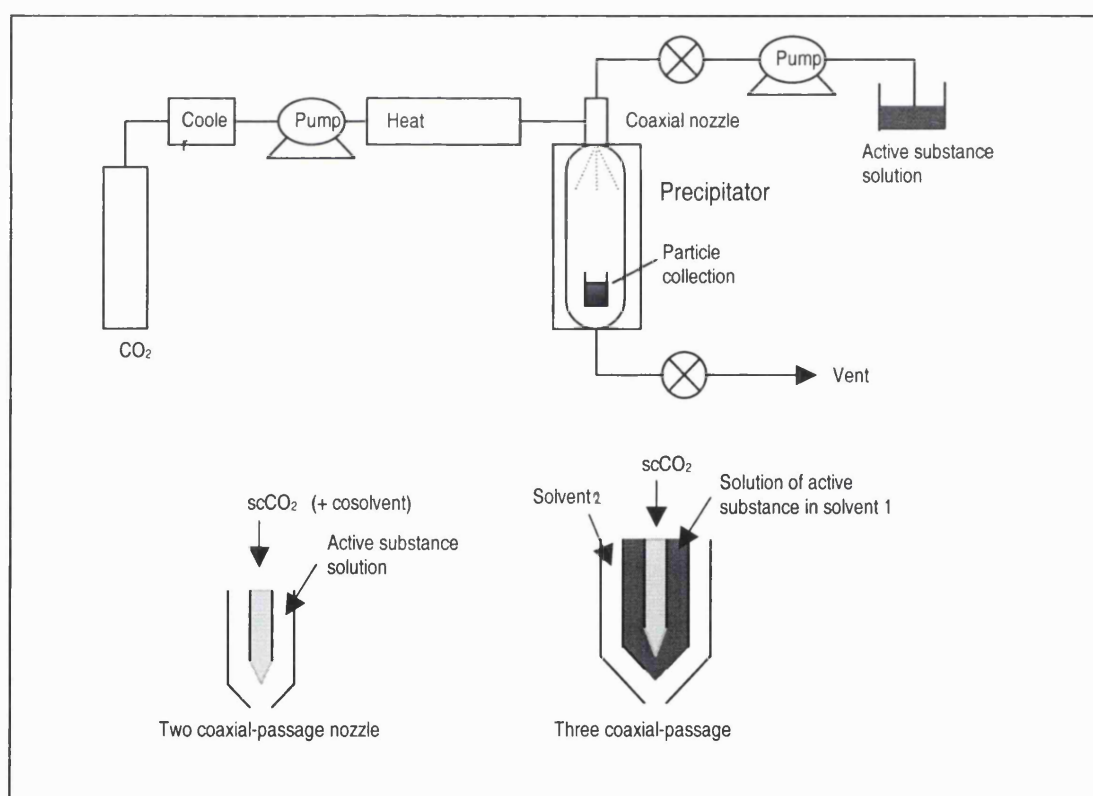 Pump
Coole
r
Pump
Heat
Coaxial nozzle
Active substance
solution
Precipitator
Particle
collection
CO₂
Vent
scCO₂
scCO₂ (+ cosolvent)
Solvent 2
Solution of active
substance in solvent 1
Active substance
solution
Two coaxial-passage nozzle
Three coaxial-passage